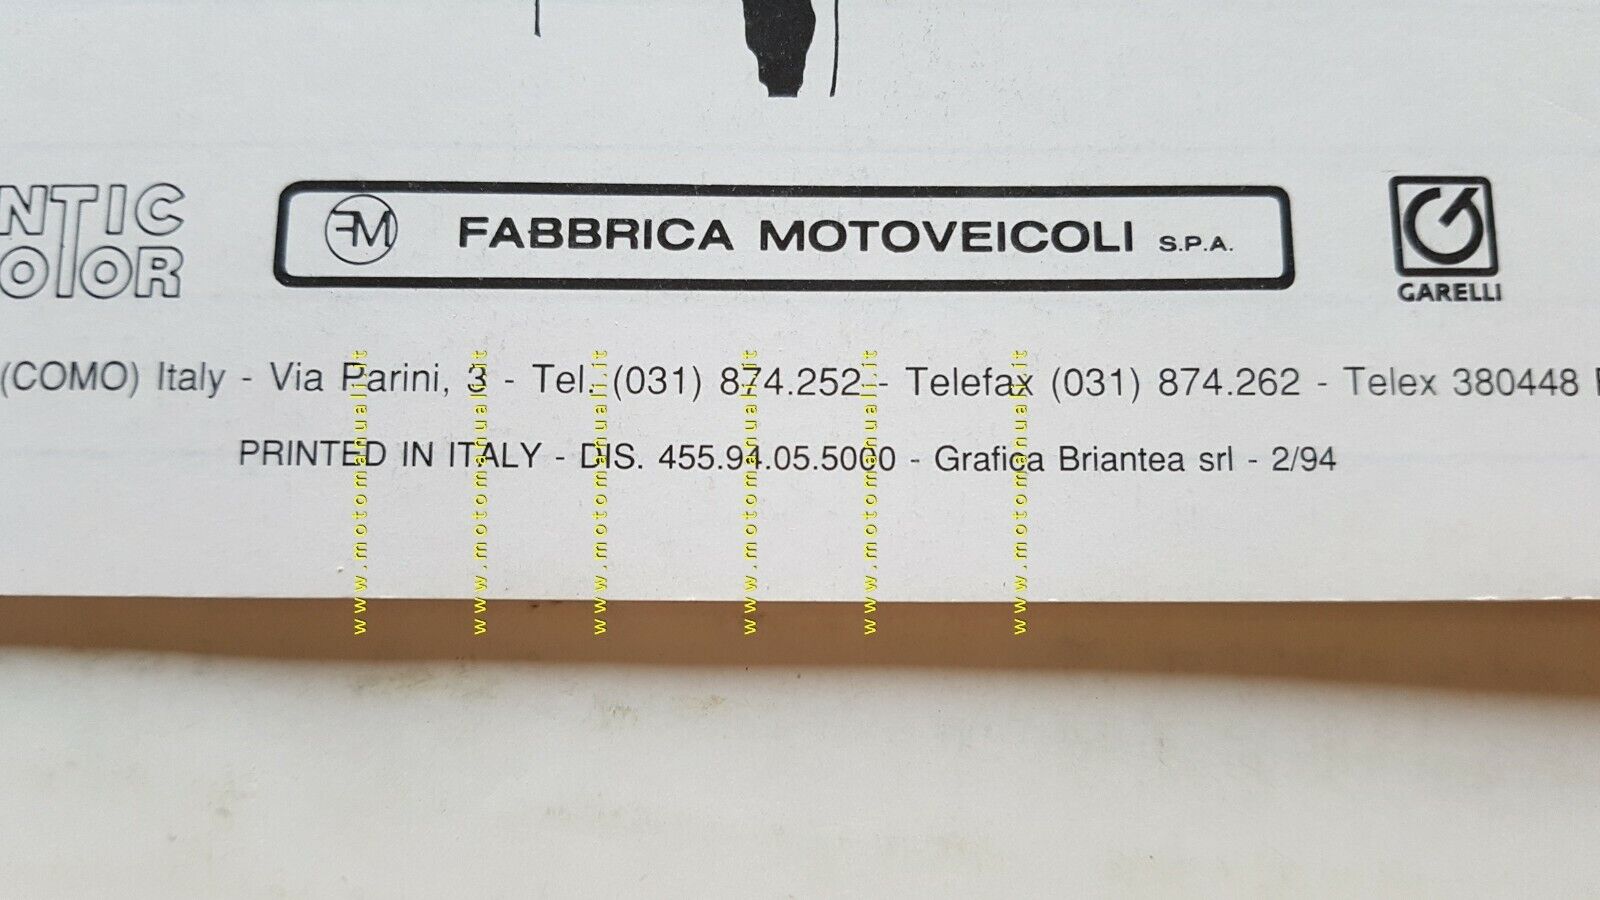 NTIC
OTOR
FM FABBRICA MOTOVEICOLI S.P.A.
GARELLI
(COMO) Italy - Via Parini, 3 - Tel. (031) 874.252 - Telefax (031) 874.262 - Telex 380448
PRINTED IN ITALY - DIS. 455.94.05.5000 - Grafica Briantea srl - 2/94
www.motomanuali.it
www.motomanuali.it
www.motomanuali.it
www.motomanuali.it
www.motomanuali.it
www.motomanuali.it